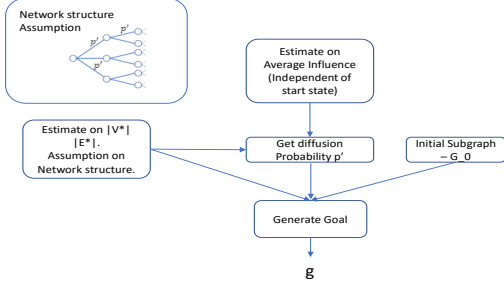 Network structure
Assumption
p'
p'
p'
Estimate on
Average Influence
(Independent of
start state)
Estimate on |V*|
|E*|.
Assumption on
Network structure.
Get diffusion
Probability p'
Initial Subgraph
– G_0
Generate Goal
g